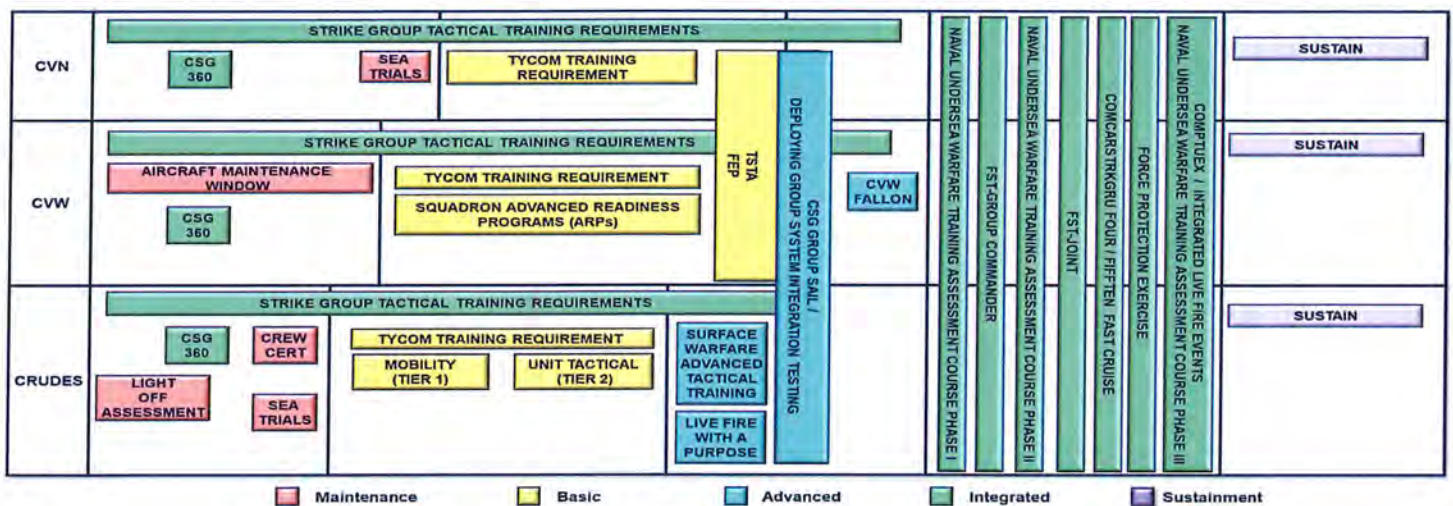 CVN
STRIKE GROUP TACTICAL TRAINING REQUIREMENTS
CSG
360
SEA
TRIALS
TYCOM TRAINING
REQUIREMENT
SUSTAIN
CVW
STRIKE GROUP TACTICAL TRAINING REQUIREMENTS
AIRCRAFT MAINTENANCE
WINDOW
CSG
360
TYCOM TRAINING REQUIREMENT
SQUADRON ADVANCED READINESS
PROGRAMS (ARPs)
TSTA
FEP
CSG GROUP SAIL /
DEPLOYING GROUP SYSTEM INTEGRATION TESTING
CVW
FALLON
NAVAL UNDERSEA WARFARE TRAINING ASSESSMENT COURSE PHASE I
FST-GROUP COMMANDER
NAVAL UNDERSEA WARFARE TRAINING ASSESSMENT COURSE PHASE II
FST-JOINT
COMCARSTRKGRU FOUR / FIFFTEN FAST CRUISE
FORCE PROTECTION EXERCISE
COMPTUEX / INTEGRATED LIVE FIRE EVENTS
NAVAL UNDERSEA WARFARE TRAINING ASSESSMENT COURSE PHASE III
SUSTAIN
CRUDES
STRIKE GROUP TACTICAL TRAINING REQUIREMENTS
CSG
360
CREW
CERT
LIGHT
OFF
ASSESSMENT
SEA
TRIALS
TYCOM TRAINING REQUIREMENT
MOBILITY
(TIER 1)
UNIT TACTICAL
(TIER 2)
SURFACE
WARFARE
ADVANCED
TACTICAL
TRAINING
LIVE FIRE
WITH A
PURPOSE
SUSTAIN
Maintenance
Basic
Advanced
Integrated
Sustainment